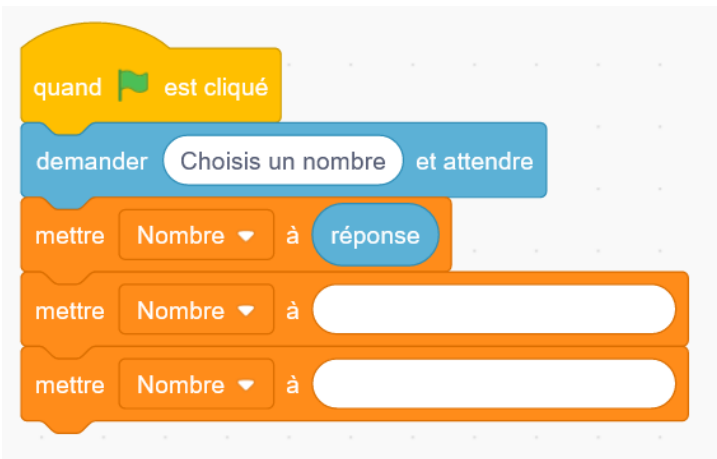 quand est cliqué
demander Choisis un nombre et attendre
mettre Nombre à réponse
mettre Nombre à
mettre Nombre à